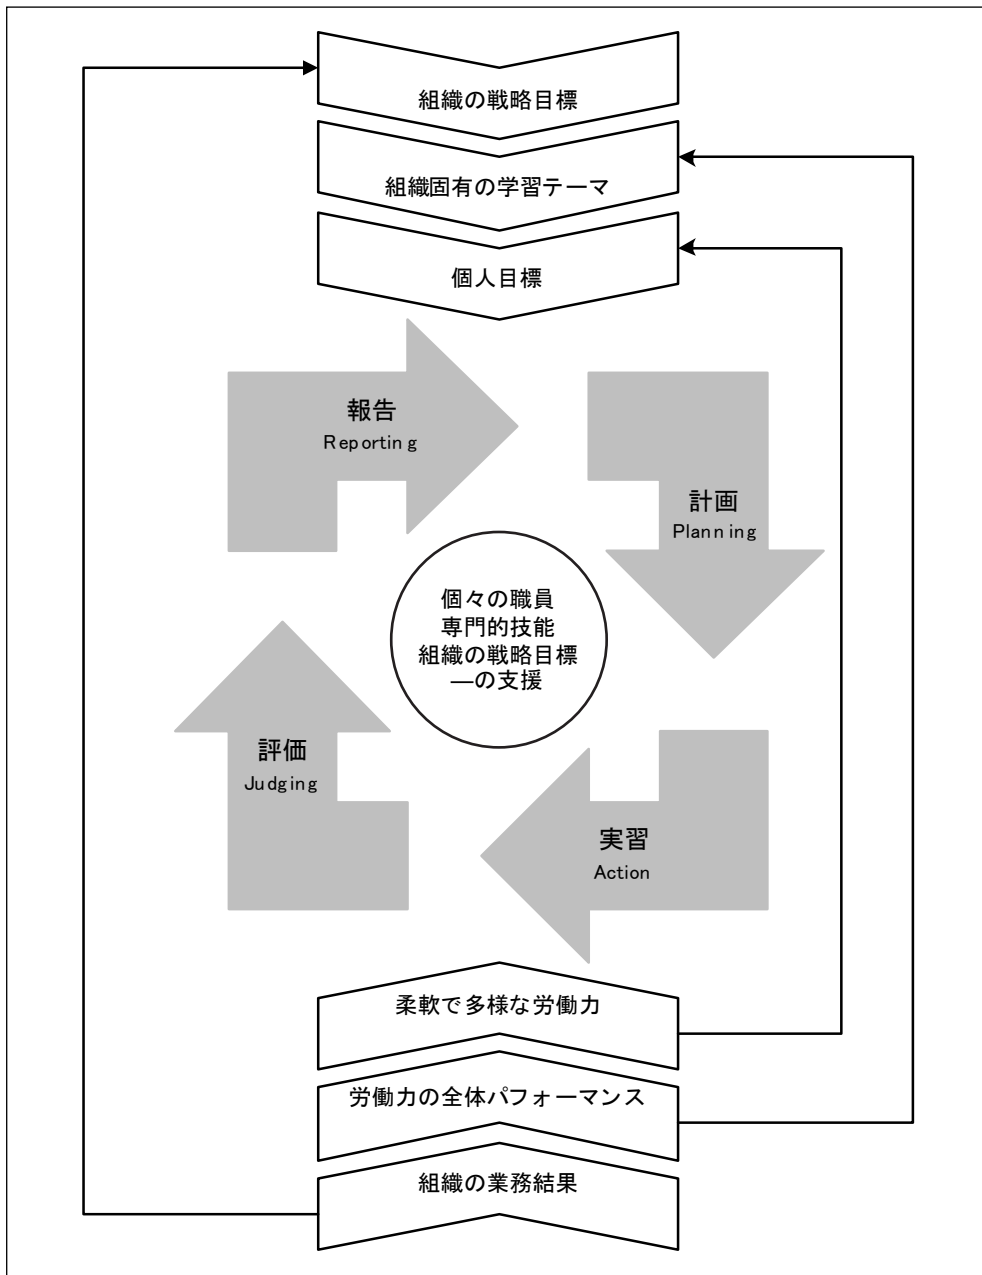 組織の戦略目標
組織固有の学習テーマ
個人目標
報告
Reporting
計画
Planning
個々の職員
専門的技能
組織の戦略目標
―の支援
評価
Judging
実習
Action
柔軟で多様な労働力
労働力の全体パフォーマンス
組織の業務結果